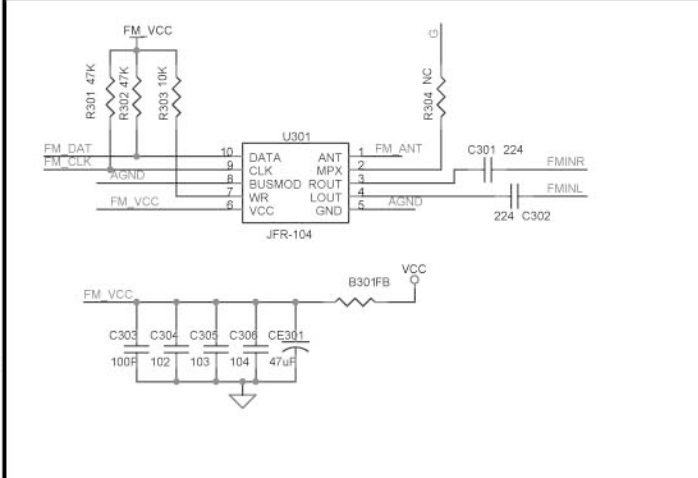 FM_VCC
G
R301 47K
R302 47K
R303 10K
R304 NC
U301
FM_DAT
10 DATA ANT 1 FM_ANT
FM_CLK
9 CLK MPX 2
AGND
8 BUSMOD ROUT 3
C301 224
FMINR
7 WR LOUT 4
AGND
FMINL
FM_VCC
6 VCC GND 5
224 C302
JFR-104
VCC
B301FB
FM_VCC
C303 C304 C305 C306 CE301
100P 102 103 104 47uF